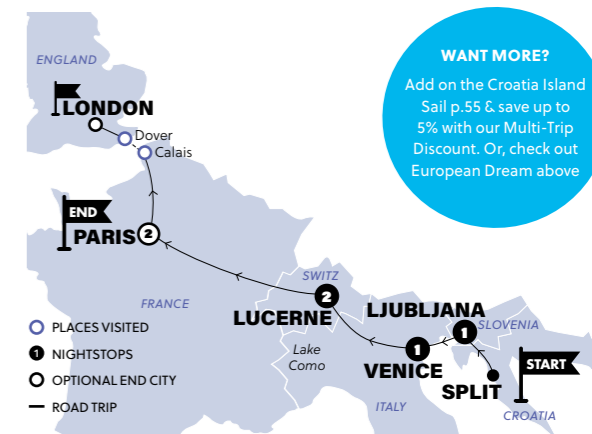 ENGLAND
LONDON
Dover
Calais
WANT MORE?
Add on the Croatia Island
Sail p.55 & save up to
5% with our Multi-Trip
Discount. Or, check out
European Dream above
END
PARIS
2
SWITZ
2
LUCERNE
FRANCE
LJUBLJANA
1
SLOVENIA
1
VENICE
Lake
Como
START
SPLIT
ITALY
CROATIA
PLACES VISITED
1 NIGHTSTOPS
OPTIONAL END CITY
ROAD TRIP